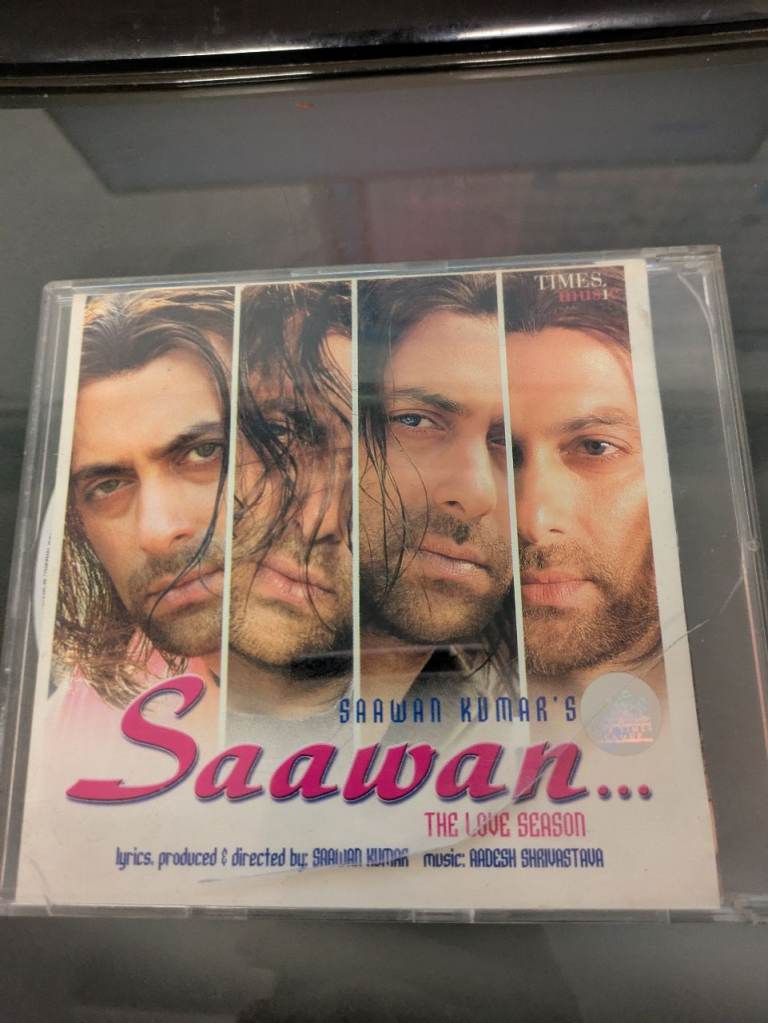 TIMES.
music
SAAWAN KUMAR'S
Saawan...
THE LOVE SEASON
lyrics, produced & directed by: SAAWAN KUMAR music: AADESH SHRIVASTAVA